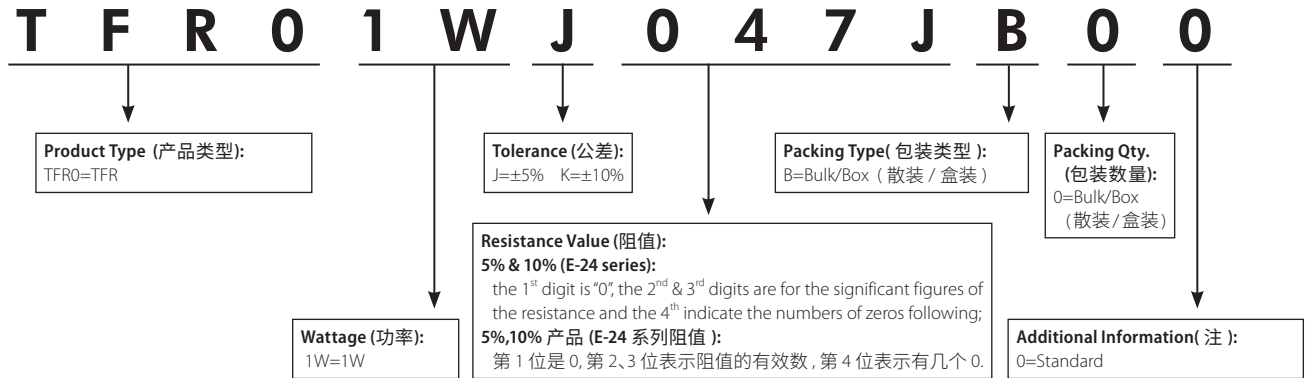 T F R 0 1 W J 0 4 7 J B 0 0
Product Type (产品类型):
TFR0=TFR
Tolerance (公差):
J=±5% K=±10%
Packing Type( 包装类型 ):
B=Bulk/Box ( 散装 / 盒装 )
Packing Qty.
(包装数量):
0=Bulk/Box
(散装/盒装)
Resistance Value (阻值):
5% & 10% (E-24 series):
the 1st digit is “0”, the 2nd & 3rd digits are for the significant figures of
the resistance and the 4th indicate the numbers of zeros following;
5%,10% 产品 (E-24 系列阻值 ):
第 1 位是 0, 第 2、3 位表示阻值的有效数 , 第 4 位表示有几个 0.
Wattage (功率):
1W=1W
Additional Information( 注 ):
0=Standard